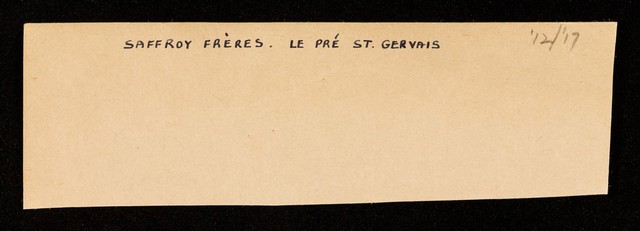 SAFFROY FRÈRES. LE PRÉ ST. GERVAIS
'12/'17